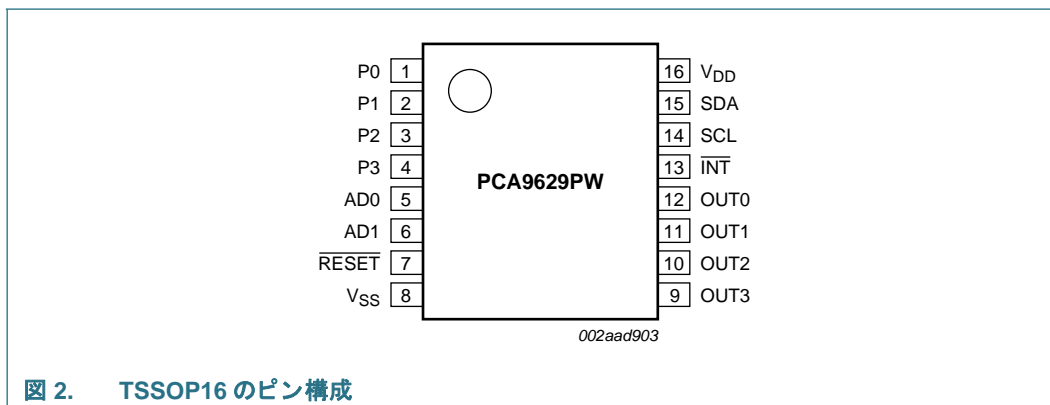 P0 1 16 VDD
P1 2 15 SDA
P2 3 14 SCL
P3 4 13 INT
PCA9629PW
AD0 5 12 OUT0
AD1 6 11 OUT1
RESET 7 10 OUT2
VSS 8 9 OUT3
002aad903
図 2. TSSOP16 のピン構成